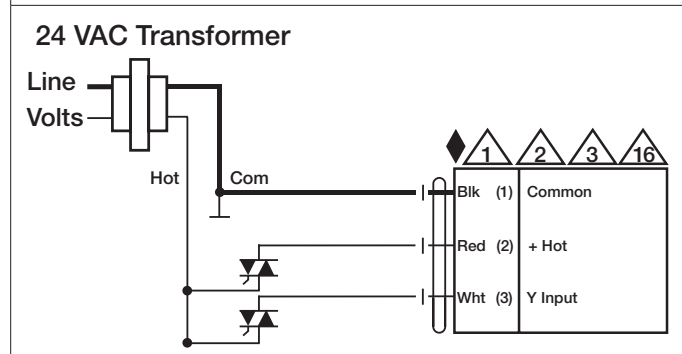 24 VAC Transformer
Line
Volts
Hot
Com
1 2 3 16
Blk (1) Common
Red (2) + Hot
Wht (3) Y Input